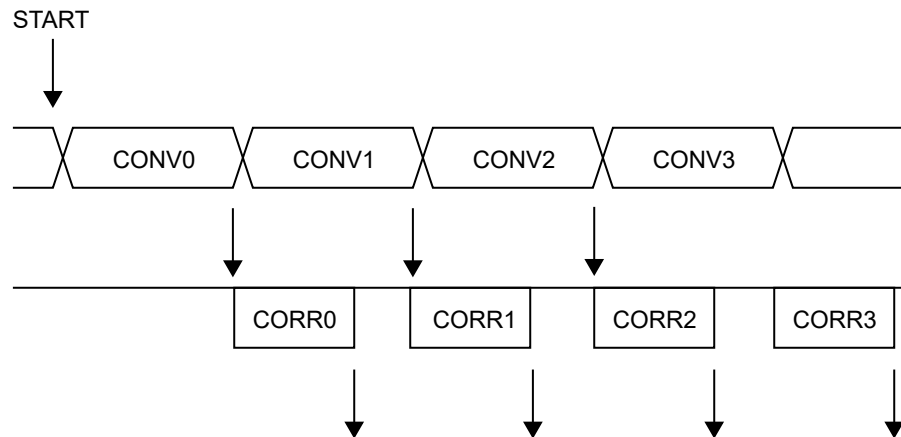 START
CONV0 CONV1 CONV2 CONV3
CORR0 CORR1 CORR2 CORR3